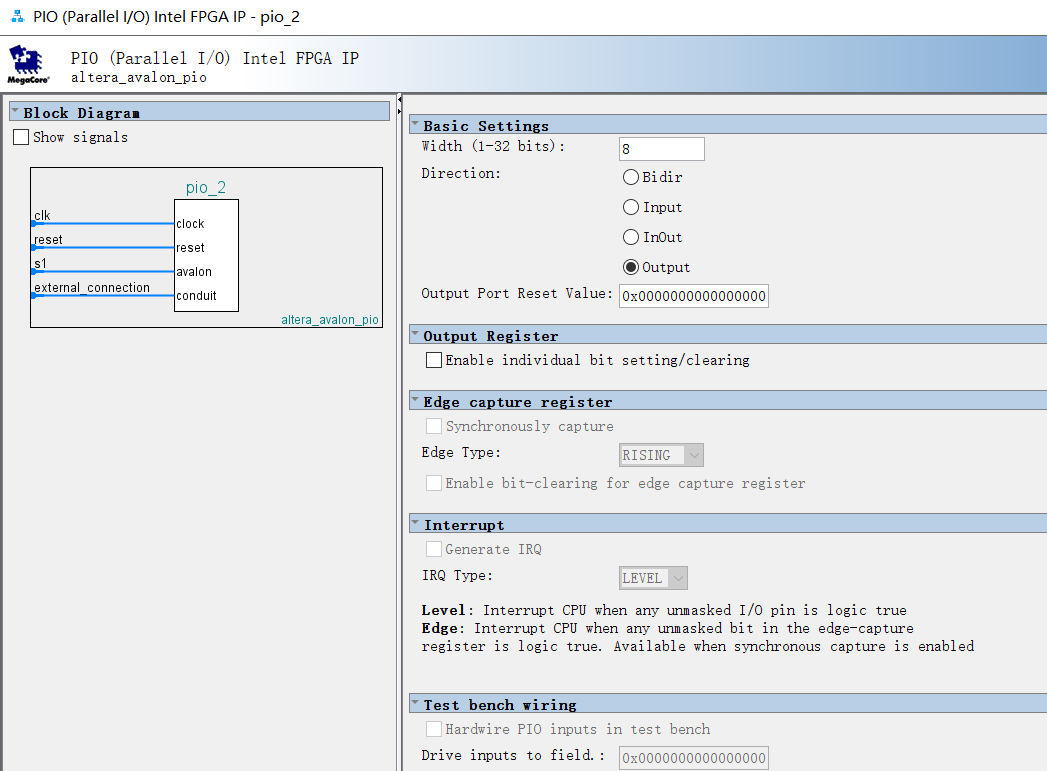 PIO (Parallel I/O) Intel FPGA IP - pio_2
PIO (Parallel I/O) Intel FPGA IP
altera_avalon_pio
MegaCore®
Block Diagram
Show signals
pio_2
clk
clock
reset
reset
s1
avalon
external_connection
conduit
altera_avalon_pio
Basic Settings
Width (1-32 bits): 8
Direction:
Bidir
Input
InOut
Output
Output Port Reset Value: 0x0000000000000000
Output Register
Enable individual bit setting/clearing
Edge capture register
Synchronously capture
Edge Type: RISING
Enable bit-clearing for edge capture register
Interrupt
Generate IRQ
IRQ Type: LEVEL
Level: Interrupt CPU when any unmasked I/O pin is logic true
Edge: Interrupt CPU when any unmasked bit in the edge-capture
register is logic true. Available when synchronous capture is enabled
Test bench wiring
Hardwire PIO inputs in test bench
Drive inputs to field.: 0x0000000000000000